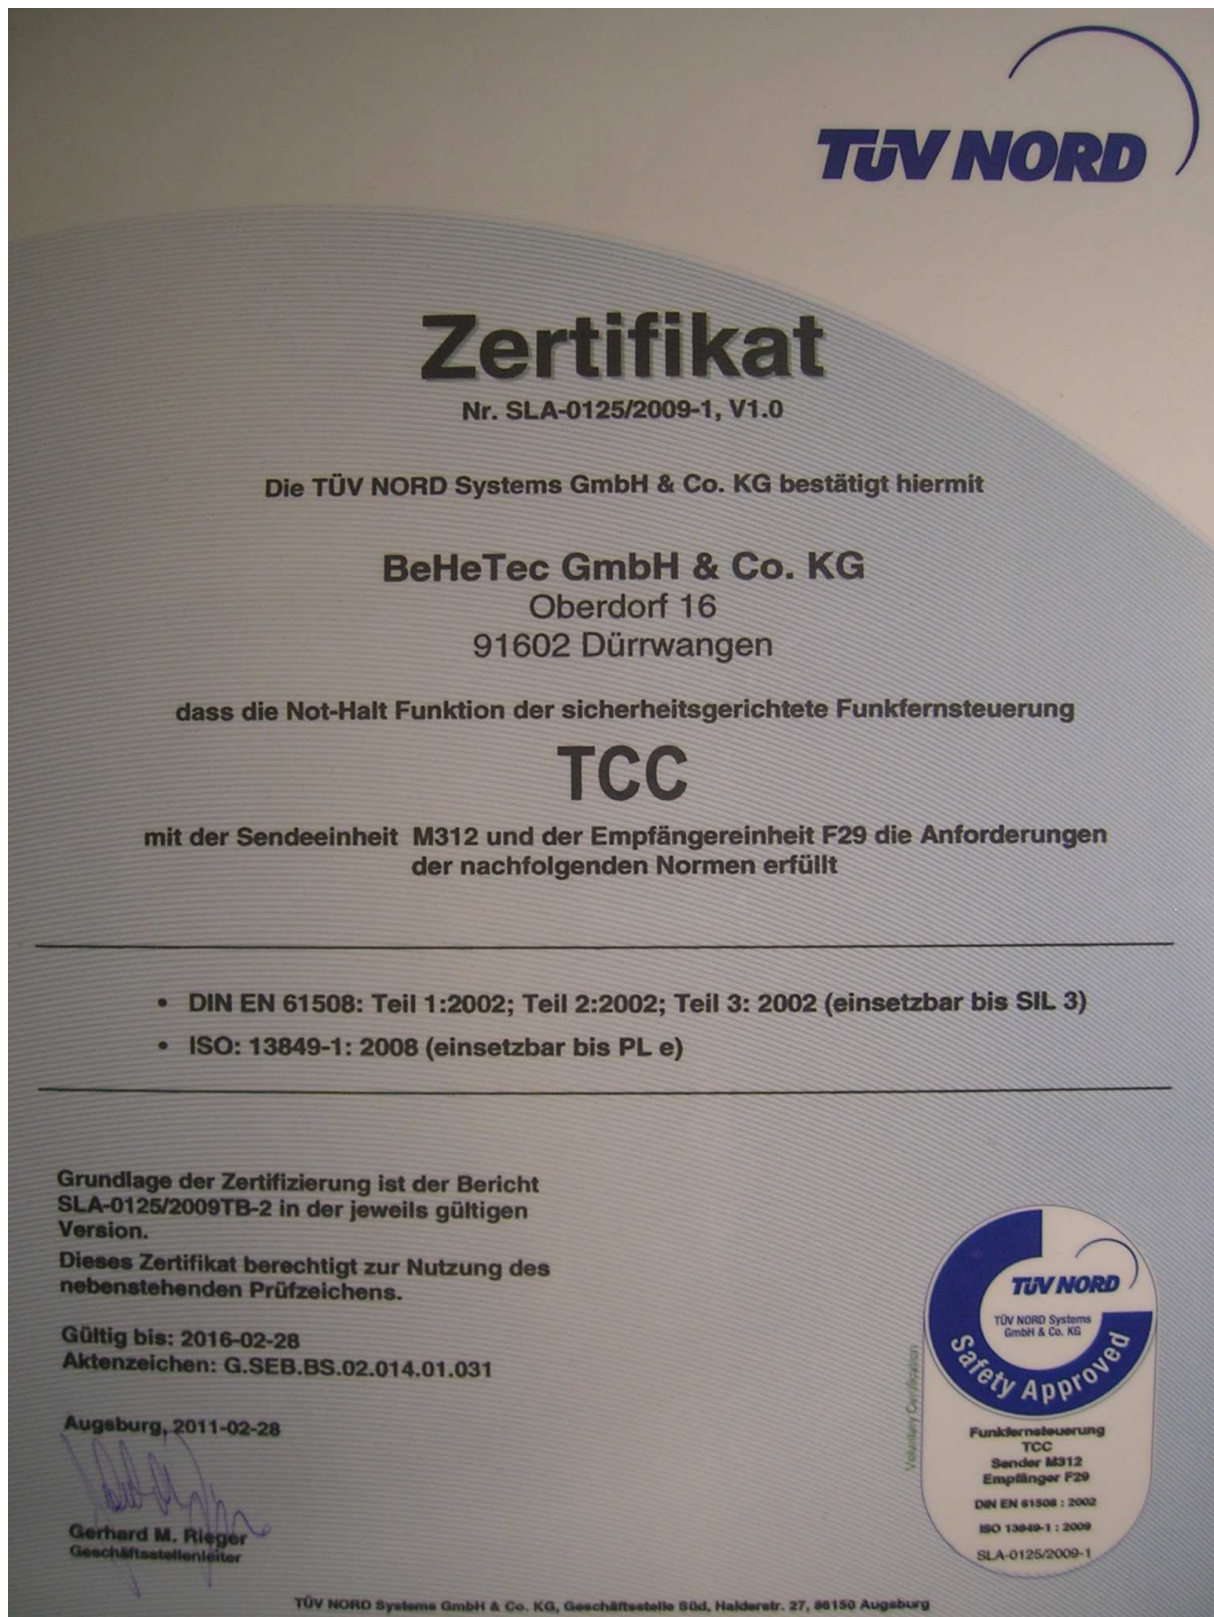 TÜV NORD
Zertifikat
Nr. SLA-0125/2009-1, V1.0
Die TÜV NORD Systems GmbH & Co. KG bestätigt hiermit
BeHeTec GmbH & Co. KG
Oberdorf 16
91602 Dürrwangen
dass die Not-Halt Funktion der sicherheitsgerichtete Funkfernsteuerung
TCC
mit der Sendeeinheit M312 und der Empfängereinheit F29 die Anforderungen
der nachfolgenden Normen erfüllt
• DIN EN 61508: Teil 1:2002; Teil 2:2002; Teil 3: 2002 (einsetzbar bis SIL 3)
• ISO: 13849-1: 2008 (einsetzbar bis PL e)
Grundlage der Zertifizierung ist der Bericht
SLA-0125/2009TB-2 in der jeweils gültigen
Version.
Dieses Zertifikat berechtigt zur Nutzung des
nebenstehenden Prüfzeichens.
Gültig bis: 2016-02-28
Aktenzeichen: G.SEB.BS.02.014.01.031
Augsburg, 2011-02-28
Gerhard M. Rieger
Geschäftsstellenleiter
TÜV NORD
TÜV NORD Systems
GmbH & Co. KG
Safety Approved
Voluntary Certification
Funkfernsteuerung
TCC
Sender M312
Empfänger F29
DIN EN 61508 : 2002
ISO 13849-1 : 2009
SLA-0125/2009-1
TÜV NORD Systems GmbH & Co. KG, Geschäftsstelle Süd, Halderstr. 27, 86150 Augsburg